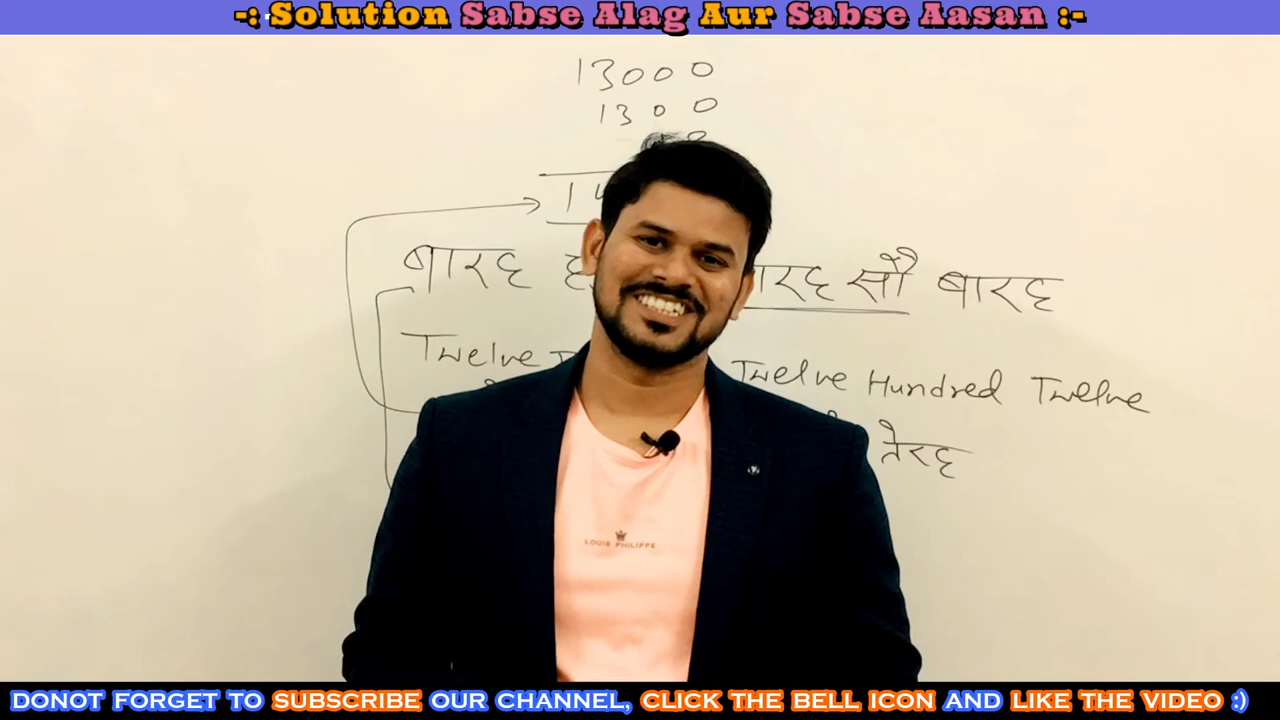 -: Solution Sabse Alag Aur Sabse Aasan :-
13000
1300
बारह बारह सौ बारह
Twelve Twelve Hundred Twelve
तेरह
LOUIS PHILIPPE
DONOT FORGET TO SUBSCRIBE OUR CHANNEL, CLICK THE BELL ICON AND LIKE THE VIDEO :)